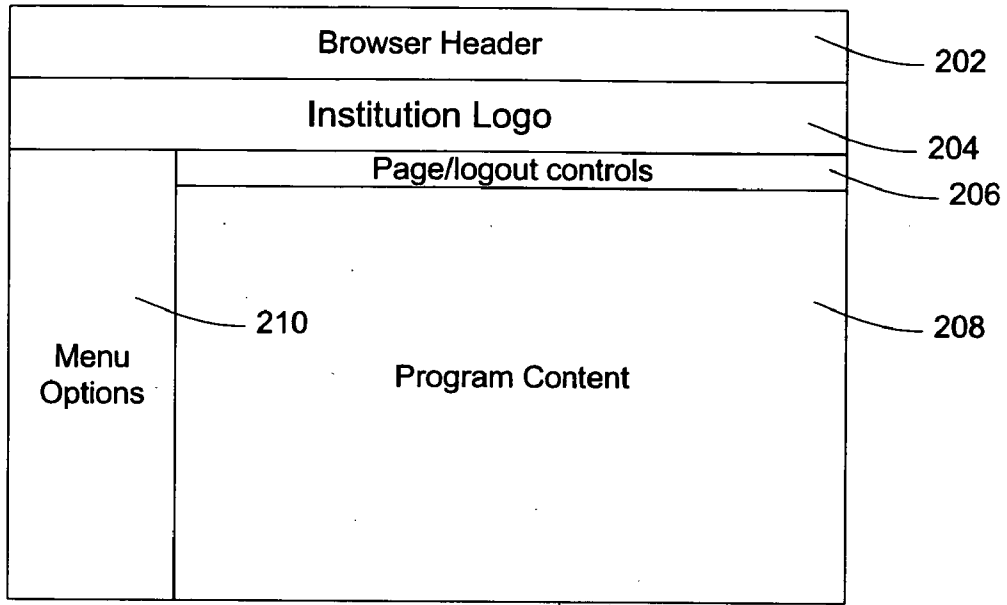 Browser Header
202
Institution Logo
204
Page/logout controls
206
210
208
Menu
Options
Program Content